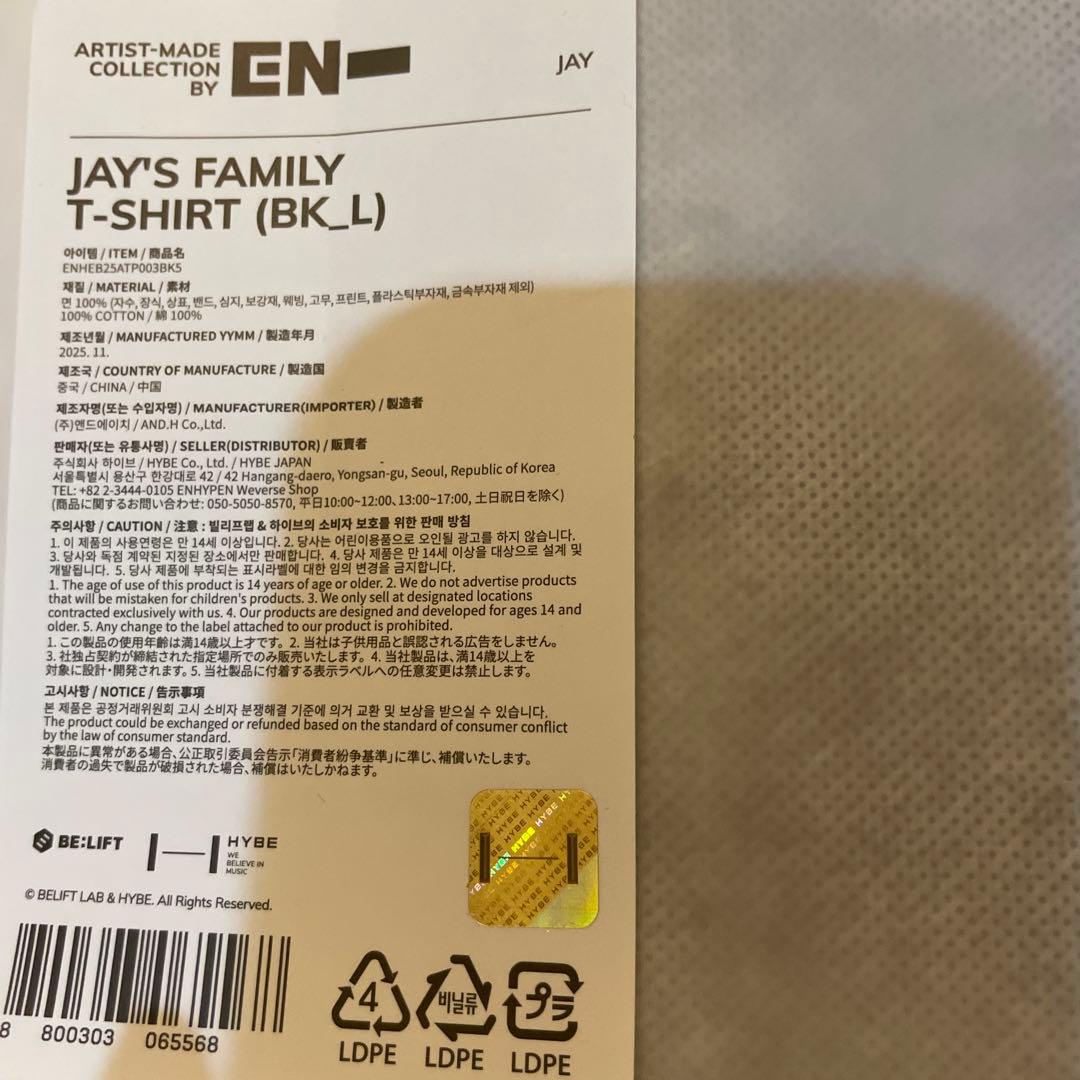 ARTIST-MADE
COLLECTION
BY
EN-
JAY
JAY'S FAMILY
T-SHIRT (BK_L)
아이템 / ITEM / 商品名
ENHEB25ATP003BK5
재질 / MATERIAL / 素材
면 100% (자수, 장식, 상표, 밴드, 심지, 보강재, 웨빙, 고무, 프린트, 플라스틱부자재, 금속부자재 제외)
100% COTTON / 綿 100%
제조년월 / MANUFACTURED YYMM / 製造年月
2025. 11.
제조국 / COUNTRY OF MANUFACTURE / 製造国
중국 / CHINA / 中国
제조자명(또는 수입자명) / MANUFACTURER(IMPORTER) / 製造者
(주)앤드에이치 / AND.H Co.,Ltd.
판매자(또는 유통사명) / SELLER(DISTRIBUTOR) / 販賣者
주식회사 하이브 / HYBE Co., Ltd. / HYBE JAPAN
서울특별시 용산구 한강대로 42 / 42 Hangang-daero, Yongsan-gu, Seoul, Republic of Korea
TEL: +82 2-3444-0105 ENHYPEN Weverse Shop
(商品に関するお問い合わせ: 050-5050-8570, 平日10:00~12:00、13:00~17:00, 土日祝日を除く)
주의사항 / CAUTION / 注意 : 빌리프랩 & 하이브의 소비자 보호를 위한 판매 방침
1. 이 제품의 사용연령은 만 14세 이상입니다. 2. 당사는 어린이용품으로 오인될 광고를 하지 않습니다.
3. 당사와 독점 계약된 지정된 장소에서만 판매합니다. 4. 당사 제품은 만 14세 이상을 대상으로 설계 및
개발됩니다. 5. 당사 제품에 부착되는 표시라벨에 대한 임의 변경을 금지합니다.
1. The age of use of this product is 14 years of age or older. 2. We do not advertise products
that will be mistaken for children's products. 3. We only sell at designated locations
contracted exclusively with us. 4. Our products are designed and developed for ages 14 and
older. 5. Any change to the label attached to our product is prohibited.
1. この製品の使用年齢は満14歳以上才です。 2. 当社は子供用品と誤認される広告をしません。
3. 社独占契約が締結された指定場所でのみ販売いたします。 4. 当社製品は、満14歳以上を
対象に設計・開発されます。 5. 当社製品に付着する表示ラベルへの任意変更は禁止します。
고시사항 / NOTICE / 告示事項
본 제품은 공정거래위원회 고시 소비자 분쟁해결 기준에 의거 교환 및 보상을 받으실 수 있습니다.
The product could be exchanged or refunded based on the standard of consumer conflict
by the law of consumer standard.
本製品に異常がある場合、公正取引委員会告示「消費者紛争基準」に準じ、補償いたします。
消費者の過失で製品が破損された場合、補償はいたしかねます。
BE:LIFT
HYBE
WE
BELIEVE IN
MUSIC
HYBE
© BELIFT LAB & HYBE. All Rights Reserved.
8 800303 065568
4
LDPE
비닐류
LDPE
プラ
LDPE